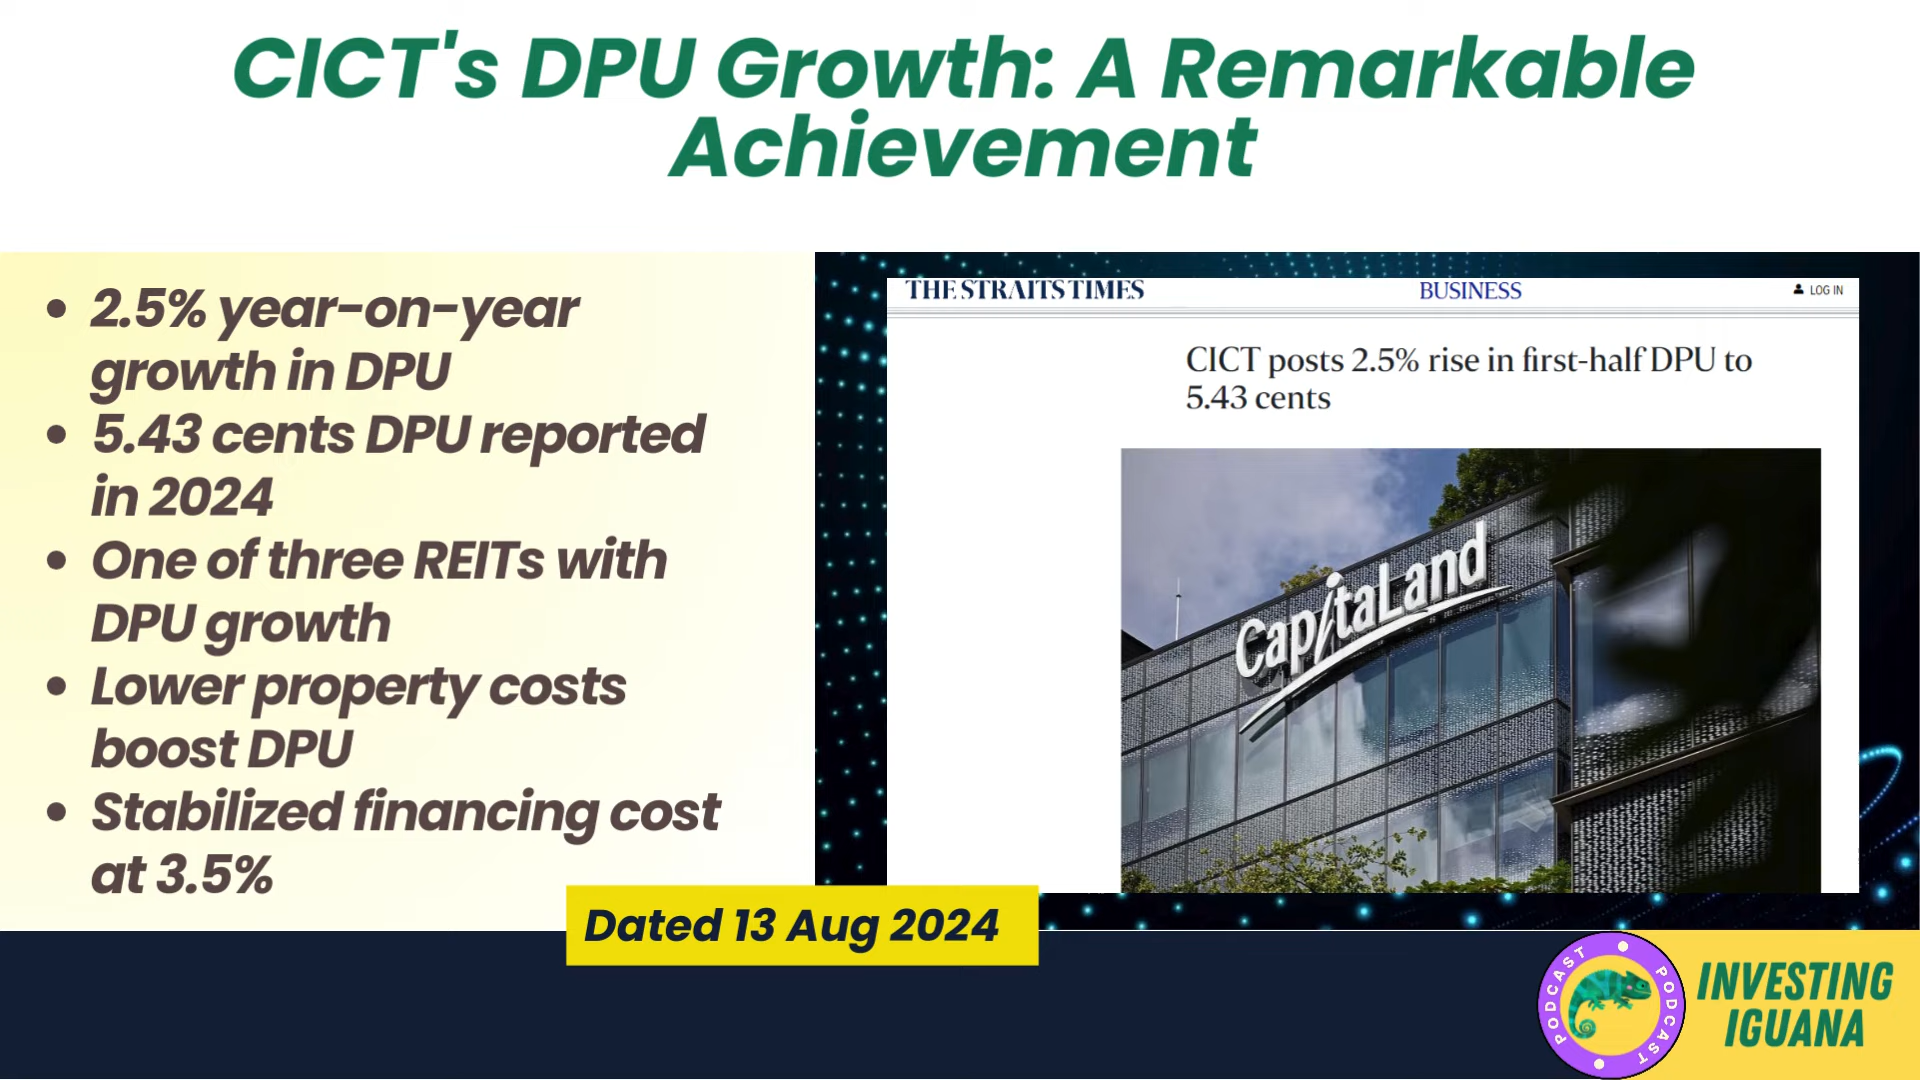 CICT's DPU Growth: A Remarkable
Achievement
• 2.5% year-on-year
growth in DPU
• 5.43 cents DPU reported
in 2024
• One of three REITs with
DPU growth
• Lower property costs
boost DPU
• Stabilized financing cost
at 3.5%
THE STRAITS TIMES
BUSINESS
LOG IN
CICT posts 2.5% rise in first-half DPU to
5.43 cents
CapitaLand
Dated 13 Aug 2024
PODCAST
PODCAST
INVESTING
IGUANA